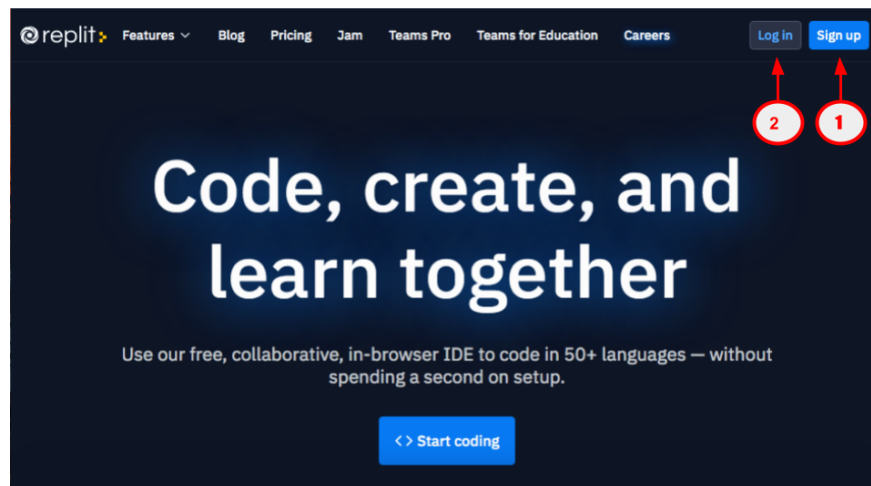 replit Features Blog Pricing Jam Teams Pro Teams for Education Careers Log in Sign up
2 1
Code, create, and
learn together
Use our free, collaborative, in-browser IDE to code in 50+ languages — without
spending a second on setup.
<> Start coding